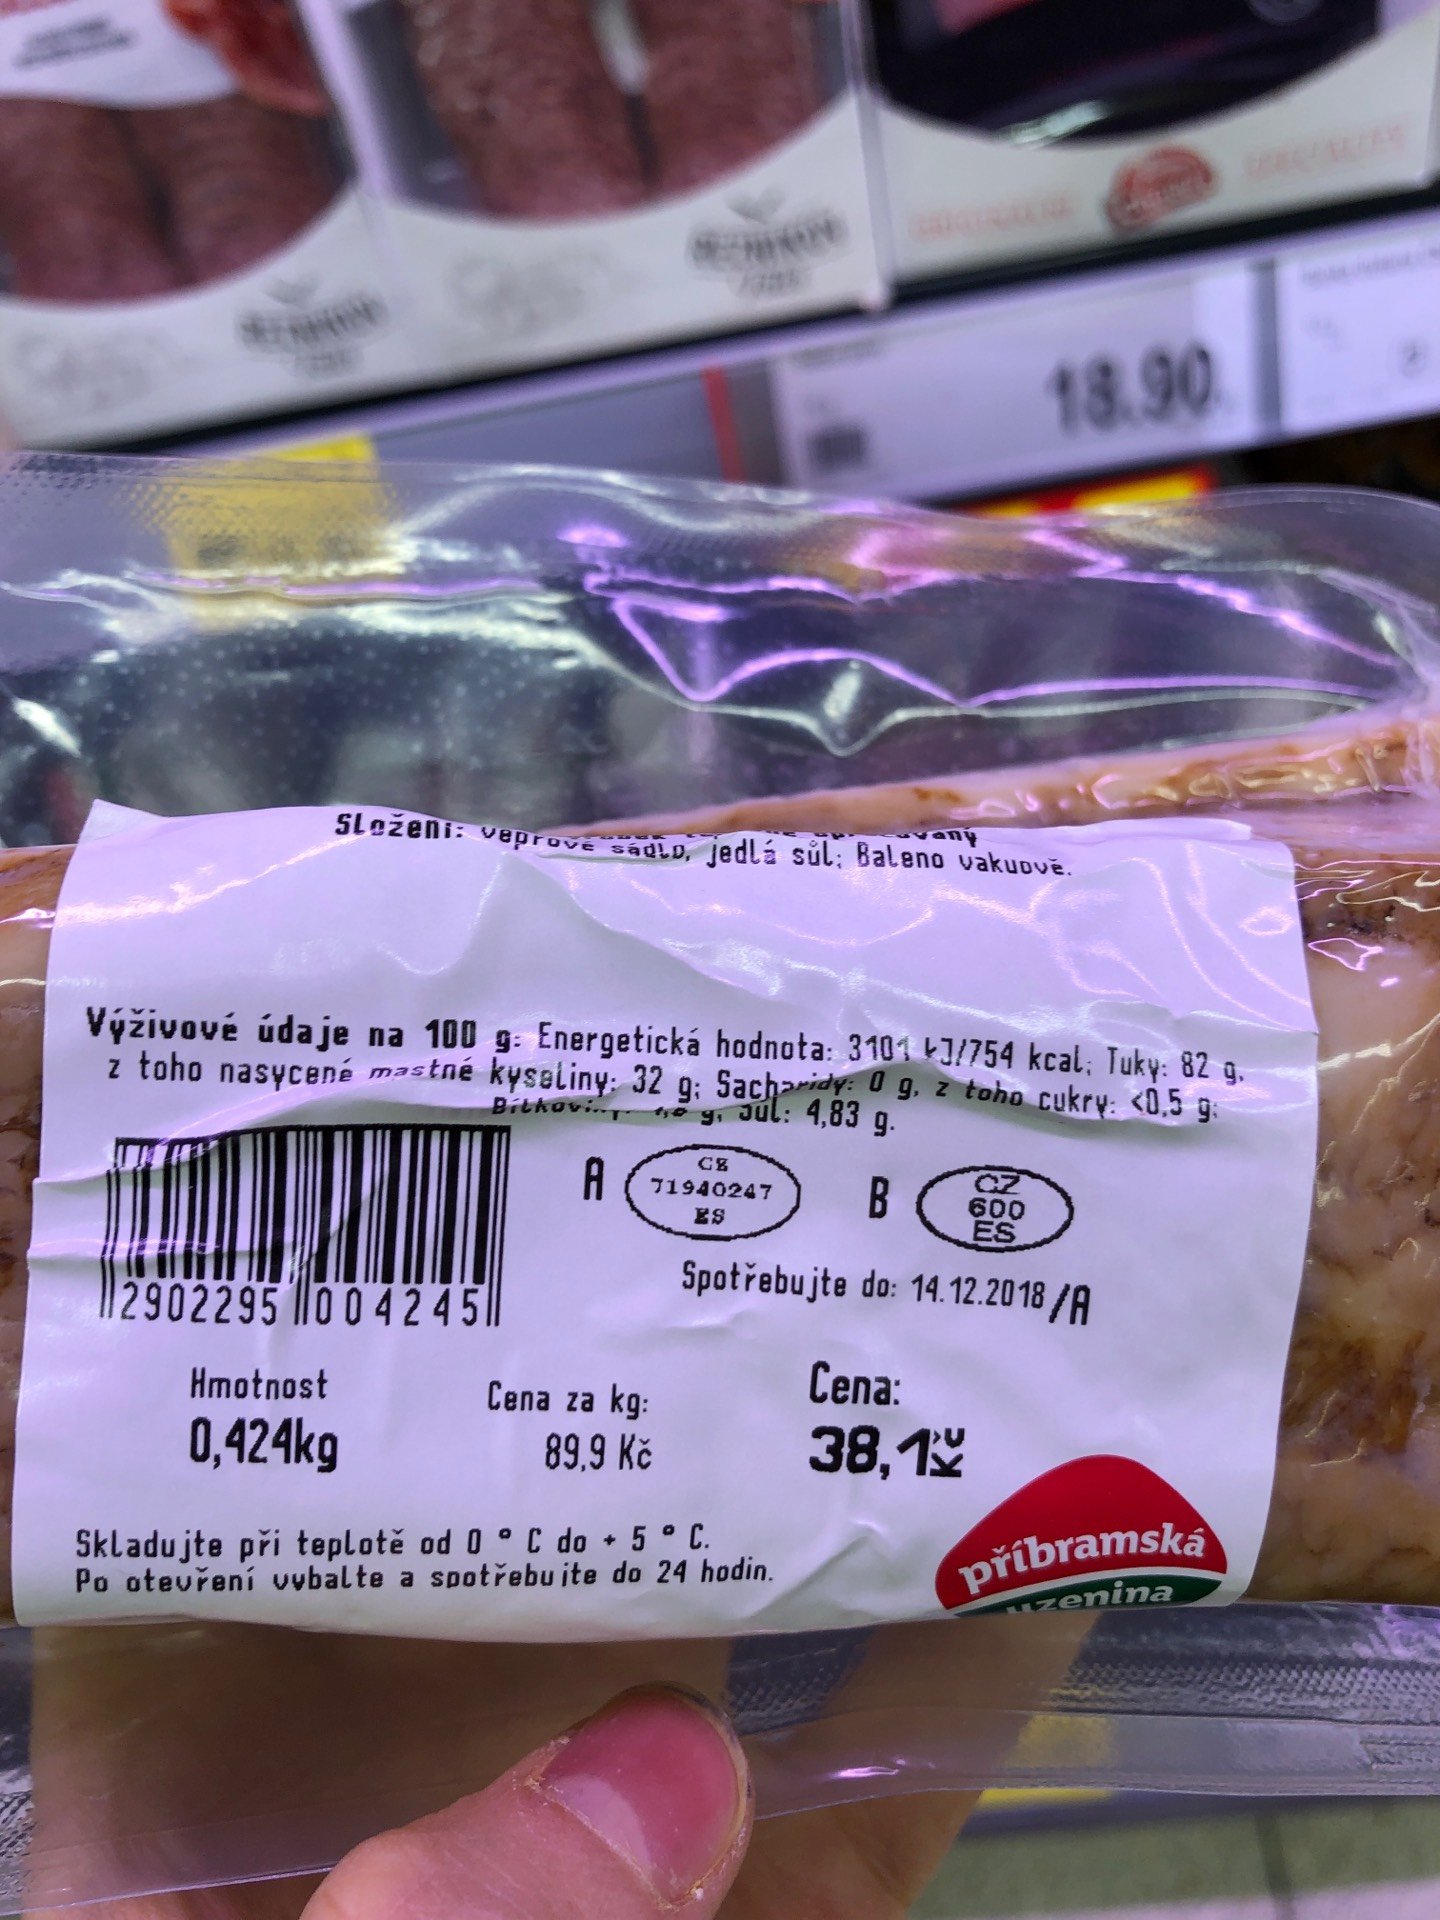 18.90
Složení: veprové sádlo, jedlá sůl; Baleno vakuově.
Výživové údaje na 100 g: Energetická hodnota: 3101 kJ/754 kcal; Tuky: 82 g,
z toho nasycené mastné kyseliny: 32 g; Sacharidy: 0 g, z toho cukry: <0,5 g;
g, Sůl: 4,83 g.
A
CZ
71940247
ES
B
CZ
600
ES
2902295 004245
Spotřebujte do: 14.12.2018/A
Hmotnost
0,424kg
Cena za kg:
89,9 Kč
Cena:
38,1Kč
Skladujte při teplotě od 0 ° C do + 5 ° C.
Po otevření vybalte a spotřebujte do 24 hodin.
příbramská
uzenina